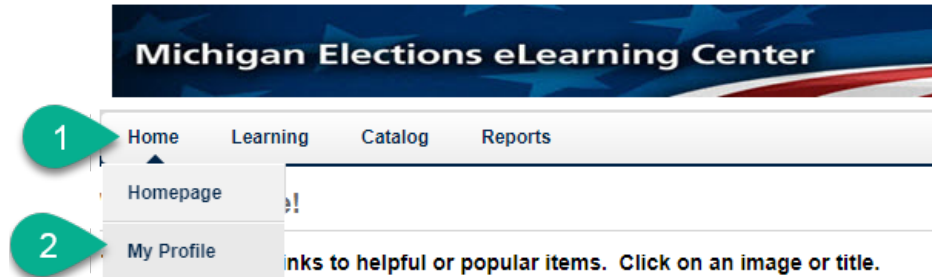 Michigan Elections eLearning Center
1 Home Learning Catalog Reports
Homepage
e!
2 My Profile
inks to helpful or popular items. Click on an image or title.